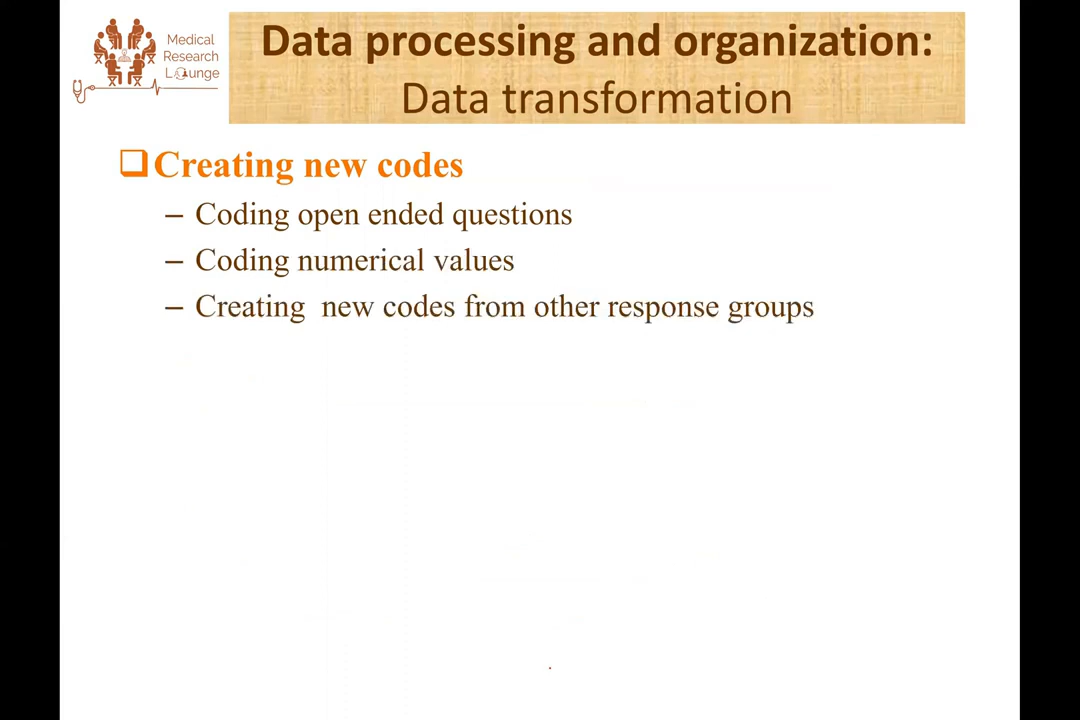 Medical
Research
Lounge
Data processing and organization:
Data transformation
❑Creating new codes
– Coding open ended questions
– Coding numerical values
– Creating  new codes from other response groups